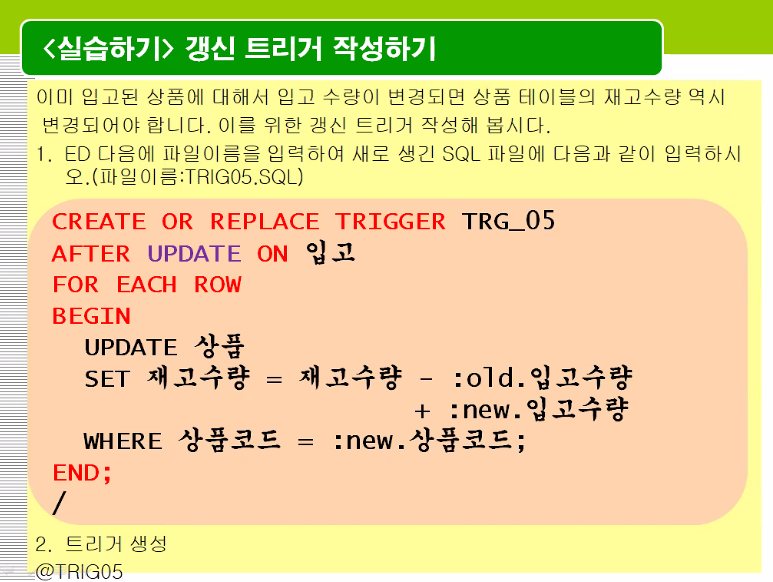 <실습하기> 갱신 트리거 작성하기
이미 입고된 상품에 대해서 입고 수량이 변경되면 상품 테이블의 재고수량 역시
변경되어야 합니다. 이를 위한 갱신 트리거 작성해 봅시다.
1. ED 다음에 파일이름을 입력하여 새로 생긴 SQL 파일에 다음과 같이 입력하시
오.(파일이름:TRIG05.SQL)
CREATE OR REPLACE TRIGGER TRG_05
AFTER UPDATE ON 입고
FOR EACH ROW
BEGIN
UPDATE 상품
SET 재고수량 = 재고수량 - :old.입고수량
+ :new.입고수량
WHERE 상품코드 = :new.상품코드;
END;
/
2. 트리거 생성
@TRIG05